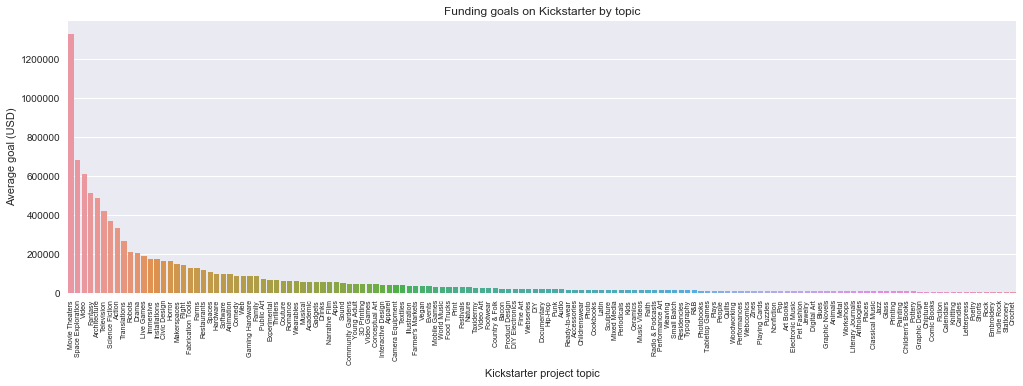 Funding goals on Kickstarter by topic
Average goal (USD)
1200000
1000000
800000
600000
400000
200000
0
Movie Theaters
Space Exploration
Video
Faith
Architecture
Television
Science Fiction
Action
Translations
Robots
Drama
Live Games
Immersive
Installations
Civic Design
Horror
Makerspaces
Flight
Fabrication Tools
Farms
Restaurants
Spaces
Hardware
Software
Animation
Comedy
Web
Gaming Hardware
Family
Public Art
Experimental
Thrillers
Couture
Romance
Wearables
Musical
Academic
Gadgets
Drinks
Narrative Film
Apps
Sound
Community Gardens
Young Adult
3D Printing
Video Games
Conceptual Art
Interactive Design
Apparel
Camera Equipment
Textiles
Festivals
Farmer's Markets
Vegan
Events
Mobile Games
World Music
Food Trucks
Print
Pet Fashion
Nature
Taxidermy
Video Art
Footwear
Country & Folk
Bacon
Product Design
DIY Electronics
Fine Art
Webseries
DIY
Documentary
Hip-Hop
Punk
Ready-to-wear
Accessories
Childrenswear
Photo
Cookbooks
Latin
Sculpture
Mixed Media
Periodicals
Kids
Ceramics
Shorts
Music Videos
Radio & Podcasts
Performance Art
Weaving
Small Batch
Residencies
Typography
R&B
Tabletop Games
Plays
People
Quilts
Woodworking
Performances
Webcomics
Zines
Playing Cards
Puzzles
Nonfiction
Pop
Art Books
Electronic Music
Jewelry
Digital Art
Blues
Graphic Novels
Animals
Metal
Workshops
Literary Journals
Anthologies
Places
Classical Music
Jazz
Glass
Printing
Painting
Children's Books
Pottery
Graphic Design
Chiptune
Comic Books
Fiction
Calendars
Knitting
Candles
Letterpress
Poetry
Rock
Embroidery
Indie Rock
Stationery
Crochet
Kickstarter project topic